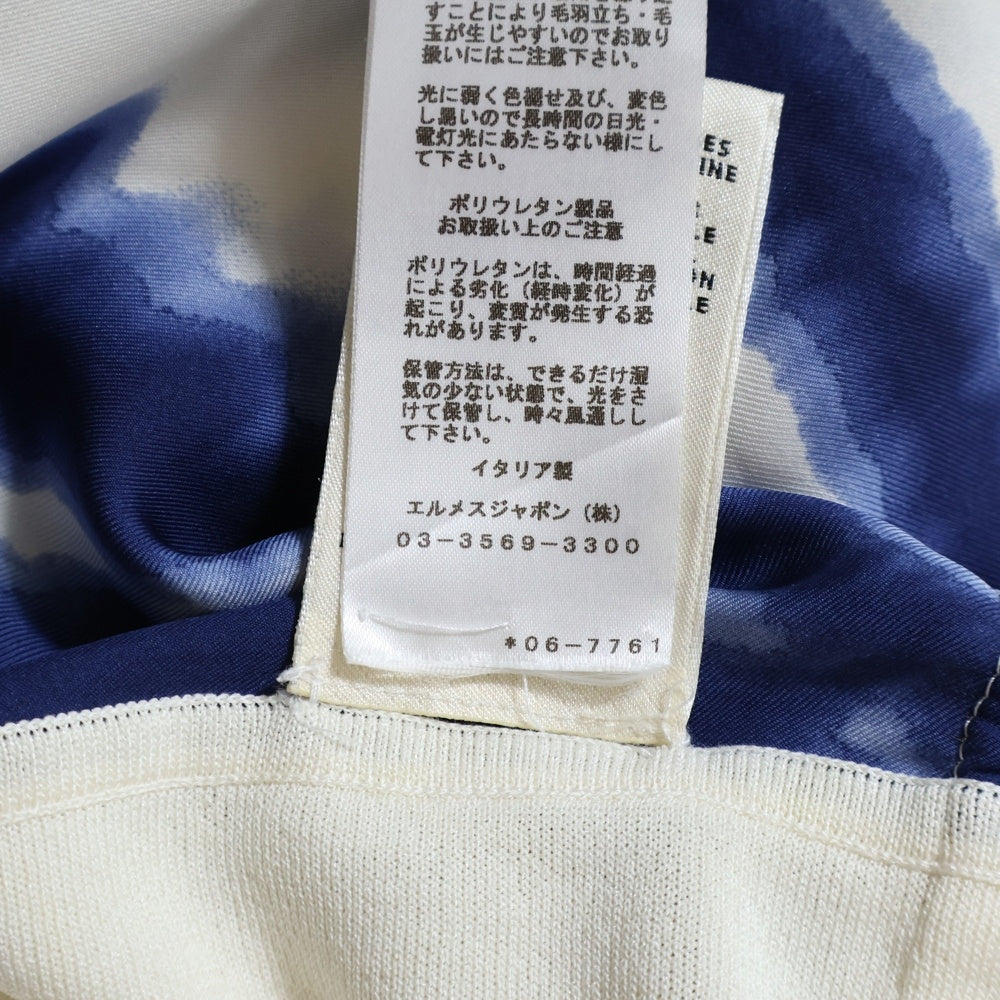 すことにより毛羽立ち・毛
玉が生じやすいのでお取り
扱いにはご注意下さい。
光に弱く色褪せ及び、変色
し易いので長時間の日光・
電灯光にあたらない様にし
て下さい。
ポリウレタン製品
お取扱い上のご注意
ポリウレタンは、時間経過
による劣化（経時変化）が
起こり、変質が発生する恐
れがあります。
保管方法は、できるだけ湿
気の少ない状態で、光をさ
けて保管し、時々風通しし
て下さい。
イタリア製
エルメスジャポン（株）
03-3569-3300
*06-7761
ES
INE
LE
ON
LE